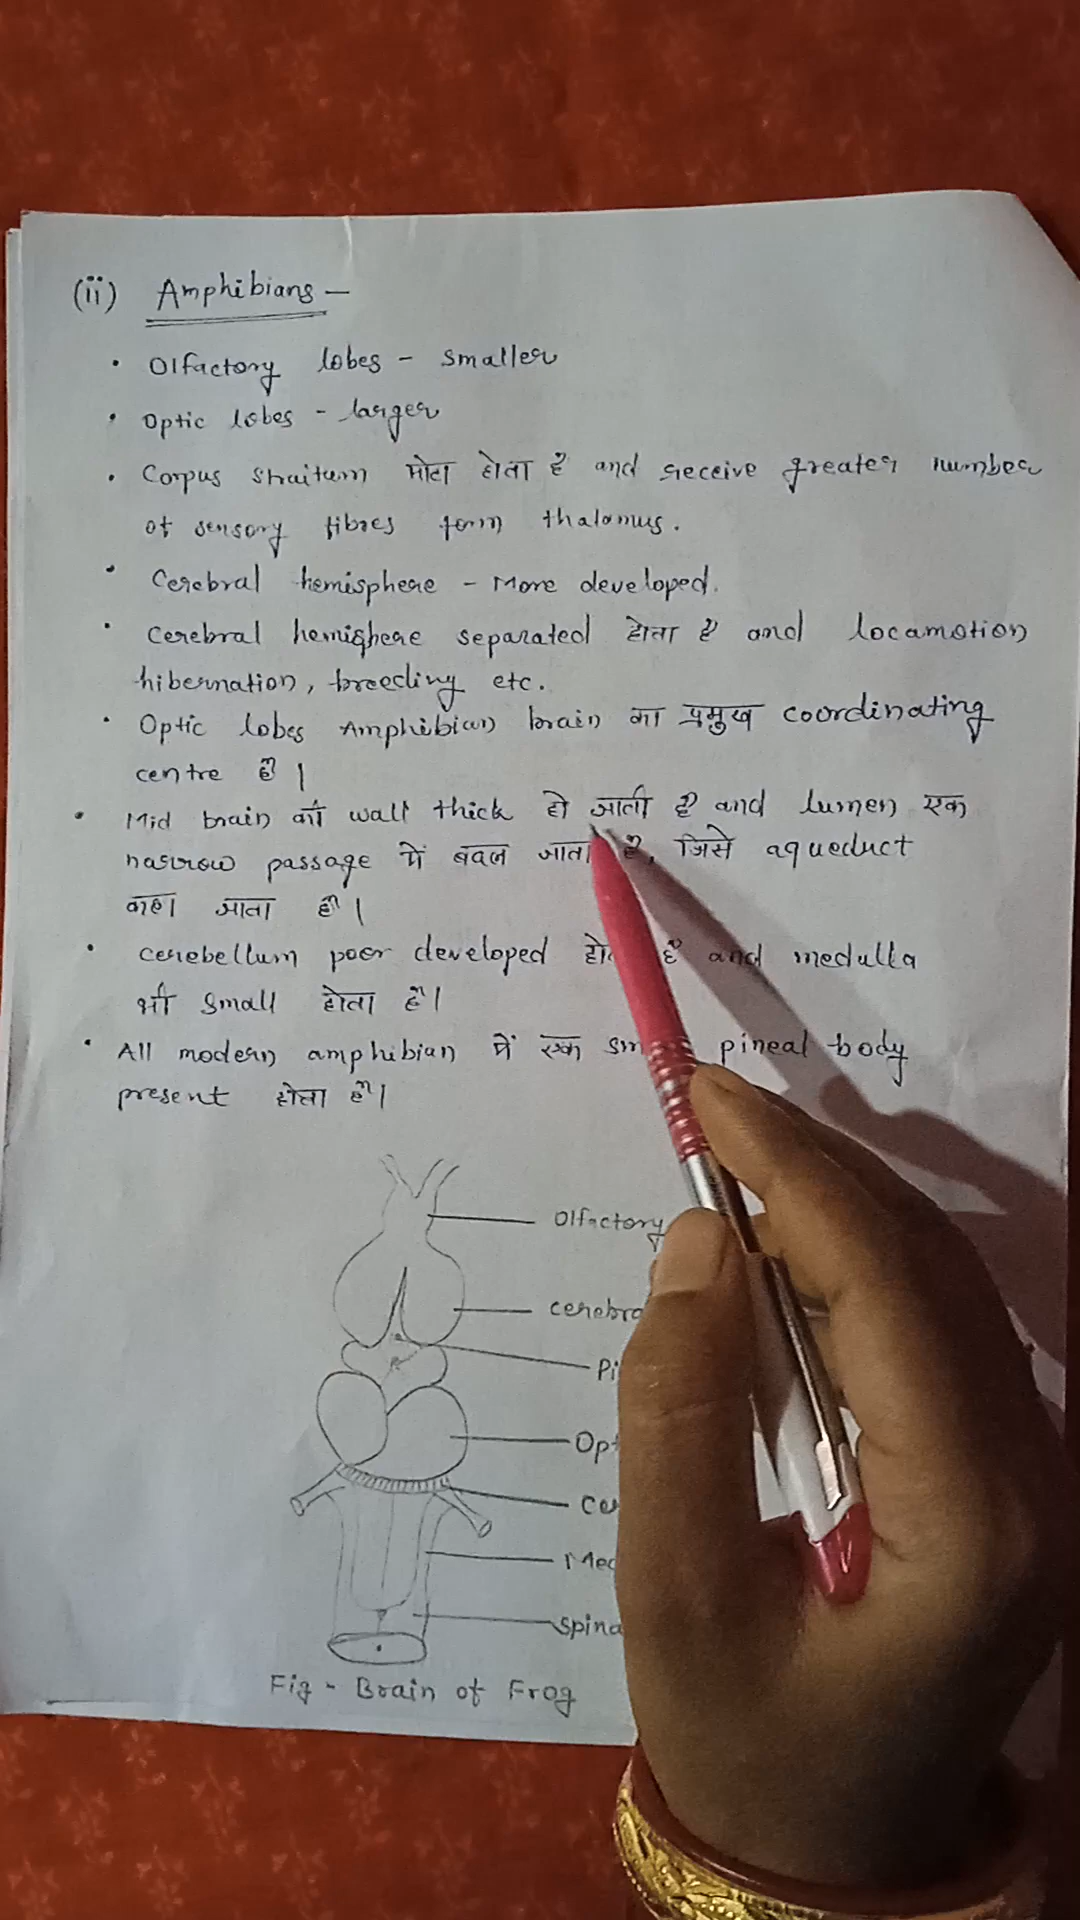 (ii) Amphibians -
• Olfactory lobes - smaller
• Optic lobes - larger
• Corpus straitum मोटा होता है and receive greater number
of sensory fibres form thalamus.
• Cerebral hemisphere - More developed.
• Cerebral hemishere separated होता है and locamotion
hibernation, breeding etc.
• Optic lobes Amphibian brain का प्रमुख coordinating
centre है।
• Mid brain की wall thick हो जाती है and lumen एक
narrow passage में बदल जाता है, जिसे aqueduct
कहा जाता है।
• Cerebellum poor developed है and medulla
भी small होता है।
• All modern amphibian में एक pineal body
present होता है।
Olfactory
Fig - Brain of Frog